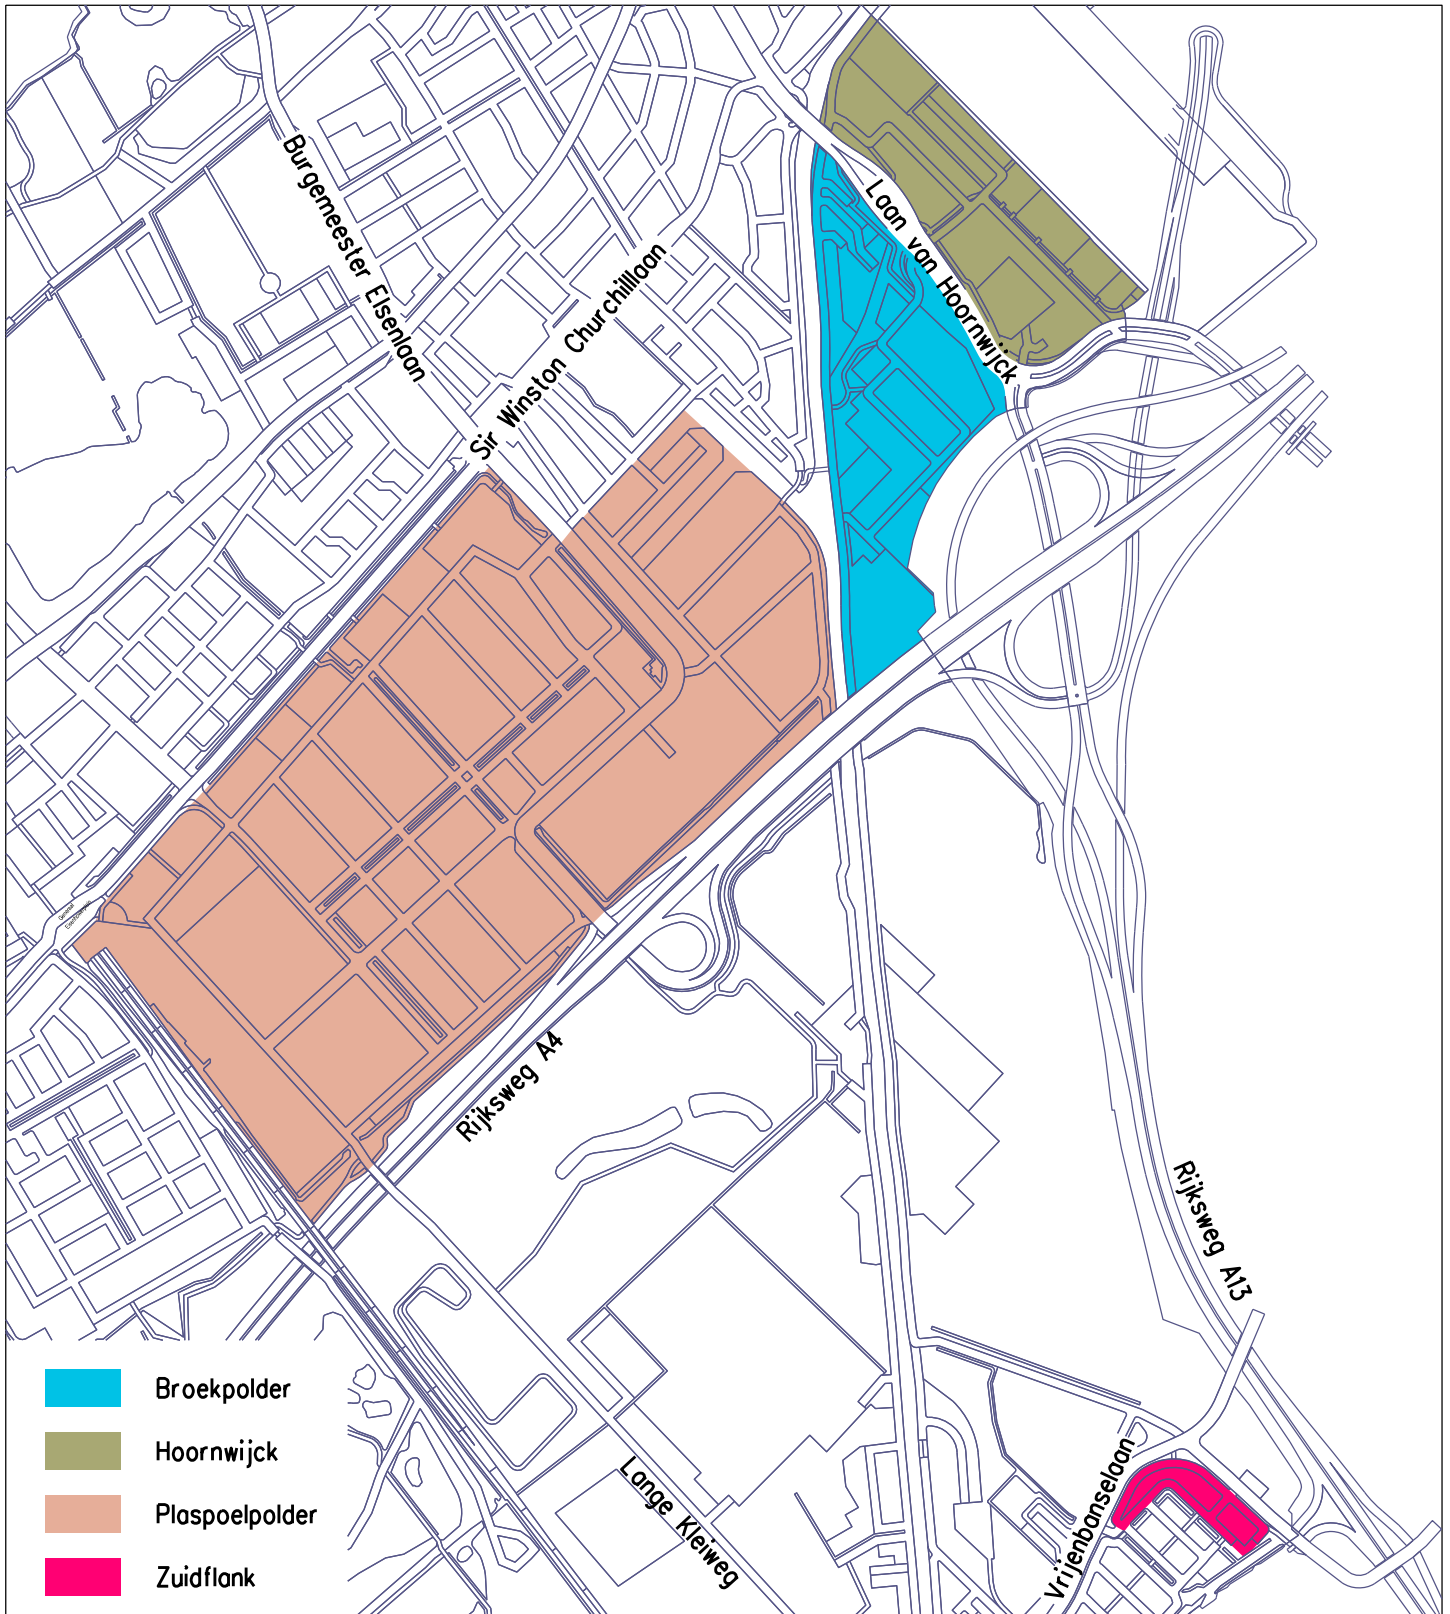 Burgemeester Elsenlaan
Laan van Hoornwijck
Sir Winston Churchilllaan
Rijksweg A4
Rijksweg A13
Lange Kleiweg
Vrijenbanselaan
Broekpolder
Hoornwijck
Plaspoelpolder
Zuidflank